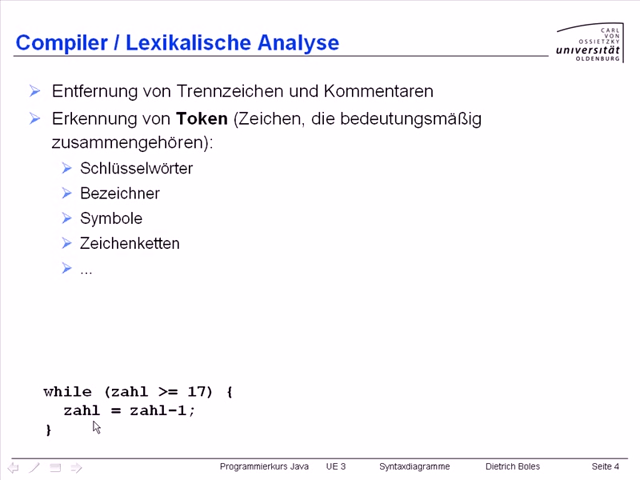 Compiler / Lexikalische Analyse
CARL
VON
OSSIETZKY
universität
OLDENBURG
Entfernung von Trennzeichen und Kommentaren
Erkennung von Token (Zeichen, die bedeutungsmäßig
zusammengehören):
Schlüsselwörter
Bezeichner
Symbole
Zeichenketten
...
while (zahl >= 17) {
  zahl = zahl-1;
}
Programmierkurs Java UE 3 Syntaxdiagramme Dietrich Boles Seite 4